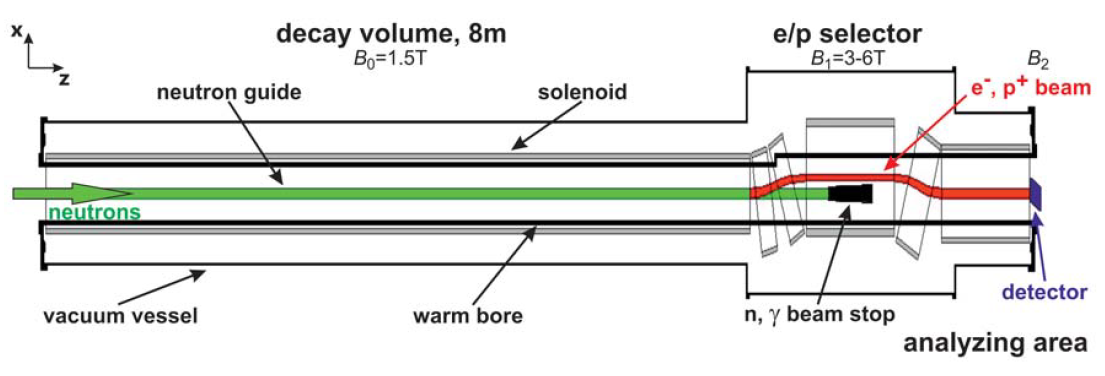 x
z
decay volume, 8m
B₀=1.5T
e/p selector
B₁=3-6T
B₂
neutron guide
solenoid
e⁻, p⁺ beam
neutrons
vacuum vessel
warm bore
n, γ beam stop
detector
analyzing area